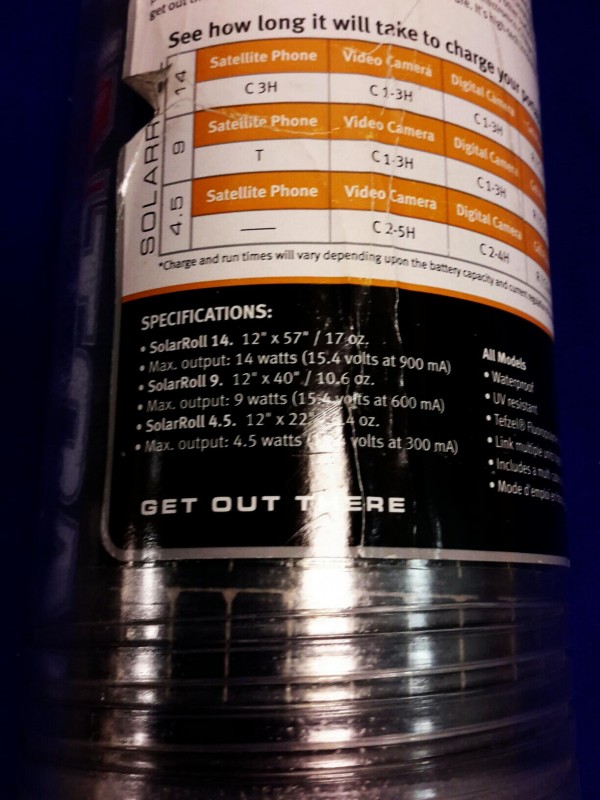 get out
See how long it will take to charge your
SOLARR
14
Satellite Phone Video Camera Digital Camera
C 3H C 1-3H C 1-3H
9
Satellite Phone Video Camera Digital Camera
T C 1-3H C 1-3H
4.5
Satellite Phone Video Camera Digital Camera
— C 2-5H C 2-4H
*Charge and run times will vary depending upon the battery capacity and current
SPECIFICATIONS:
• SolarRoll 14. 12" x 57" / 17 oz.
• Max. output: 14 watts (15.4 volts at 900 mA)
• SolarRoll 9. 12" x 40" / 10.6 oz.
• Max. output: 9 watts (15.4 volts at 600 mA)
• SolarRoll 4.5. 12" x 22" .4 oz.
• Max. output: 4.5 watts volts at 300 mA)
All Models
• Waterproof
• UV resistant
• Tefzel®
• Link multiple
• Includes a
• Mode d'emploi
GET OUT THERE